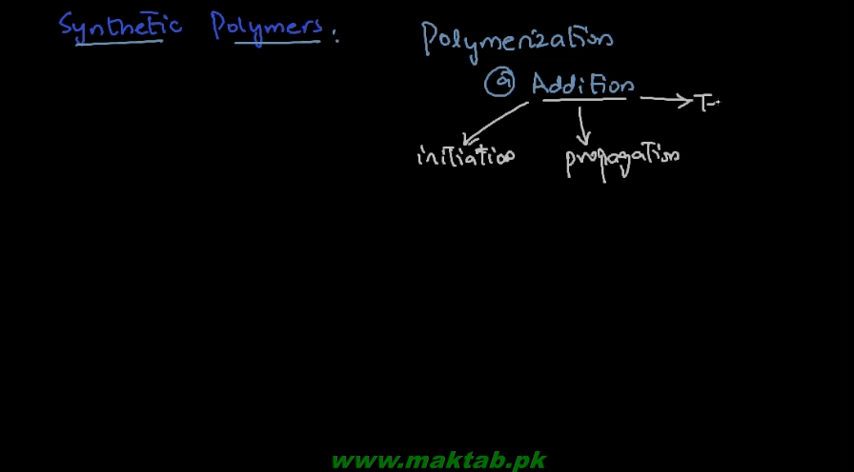 Synthetic Polymers:
Polymerization
a Addition
T
initiation propagation
www.maktab.pk